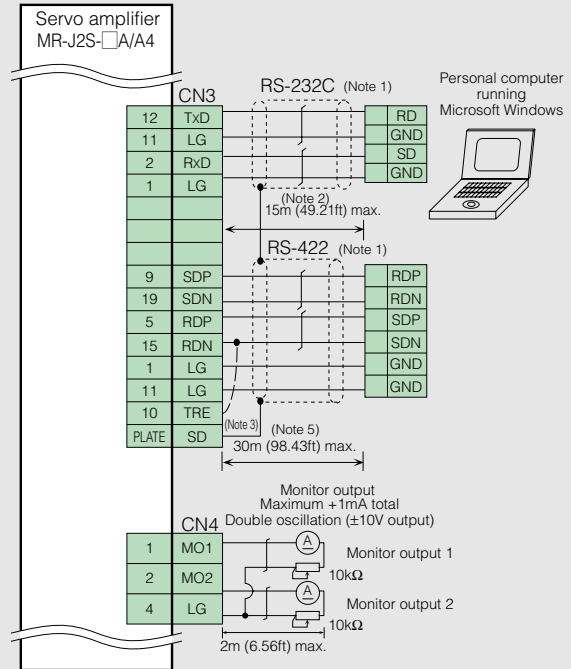 Servo amplifier
MR-J2S-□A/A4
CN3
RS-232C (Note 1)
Personal computer
running
Microsoft Windows
12 TxD RD
11 LG GND
2 RxD SD
1 LG GND
(Note 2)
15m (49.21ft) max.
RS-422 (Note 1)
9 SDP RDP
19 SDN RDN
5 RDP SDP
15 RDN SDN
1 LG GND
11 LG GND
10 TRE
(Note 3)
PLATE SD
(Note 5)
30m (98.43ft) max.
Monitor output
Maximum +1mA total
Double oscillation (±10V output)
CN4
1 MO1 A Monitor output 1
10kΩ
2 MO2 A
4 LG Monitor output 2
10kΩ
2m (6.56ft) max.